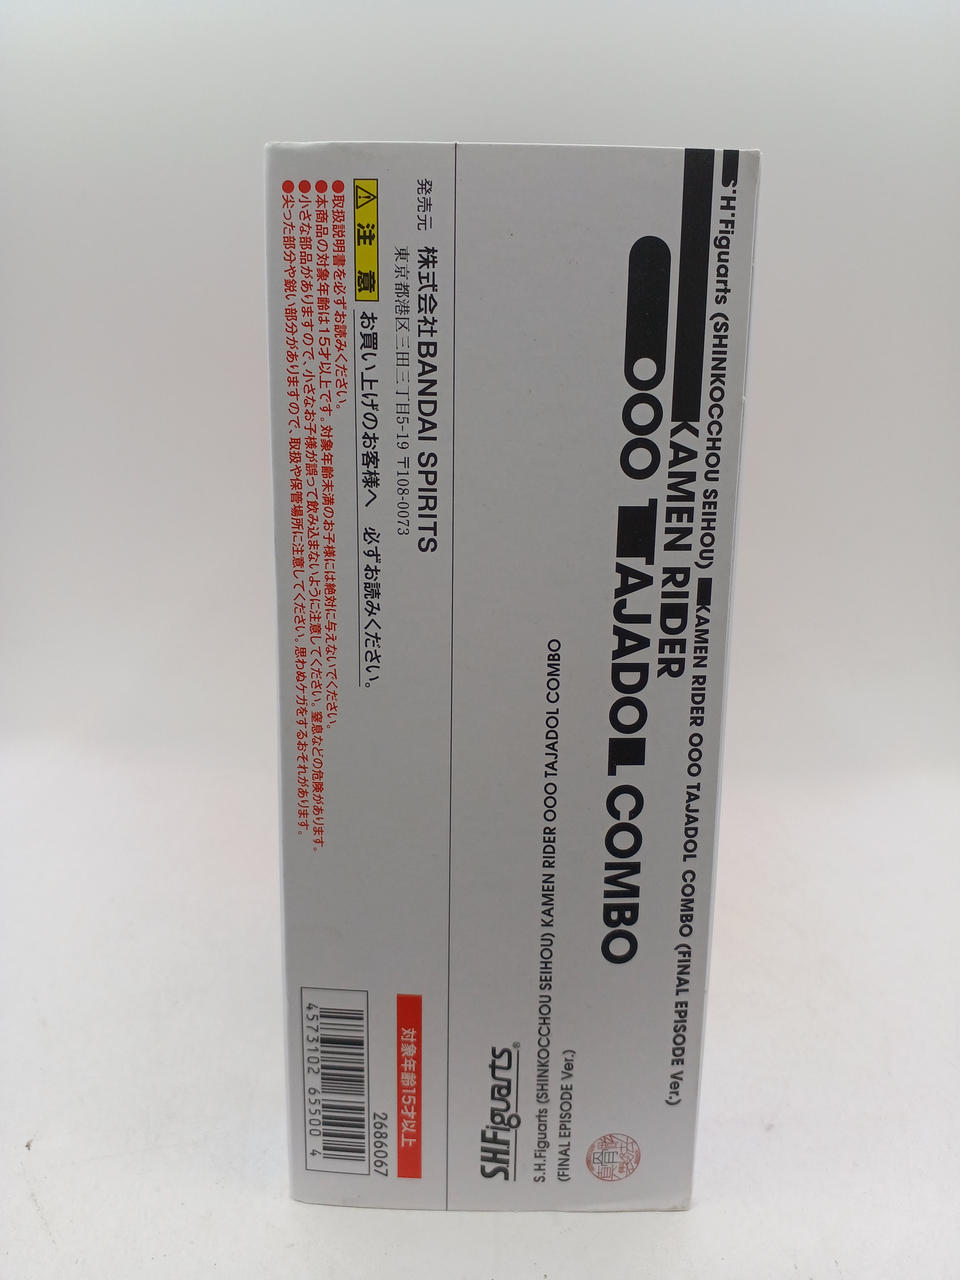 S.H.Figuarts (SHINKOCCHOU SEIHOU) KAMEN RIDER OOO TAJADOL COMBO (FINAL EPISODE Ver.)
KAMEN RIDER
OOO TAJADOL COMBO
S.H.Figuarts (SHINKOCCHOU SEIHOU) KAMEN RIDER OOO TAJADOL COMBO
(FINAL EPISODE Ver.)
S.H.Figuarts®
発売元 株式会社BANDAI SPIRITS
東京都港区三田三丁目5-19 〒108-0073
注意 お買い上げのお客様へ 必ずお読みください。
●取扱説明書を必ずお読みください。
●本商品の対象年齢は15才以上です。対象年齢未満のお子様には絶対に与えないでください。
●小さな部品がありますので、小さなお子様が誤って飲み込まないように注意してください。窒息などの危険があります。
●尖った部分や鋭い部分がありますので、取扱や保管場所に注意してください。思わぬケガをするおそれがあります。
対象年齢15才以上
2686067
4573102 65500 4